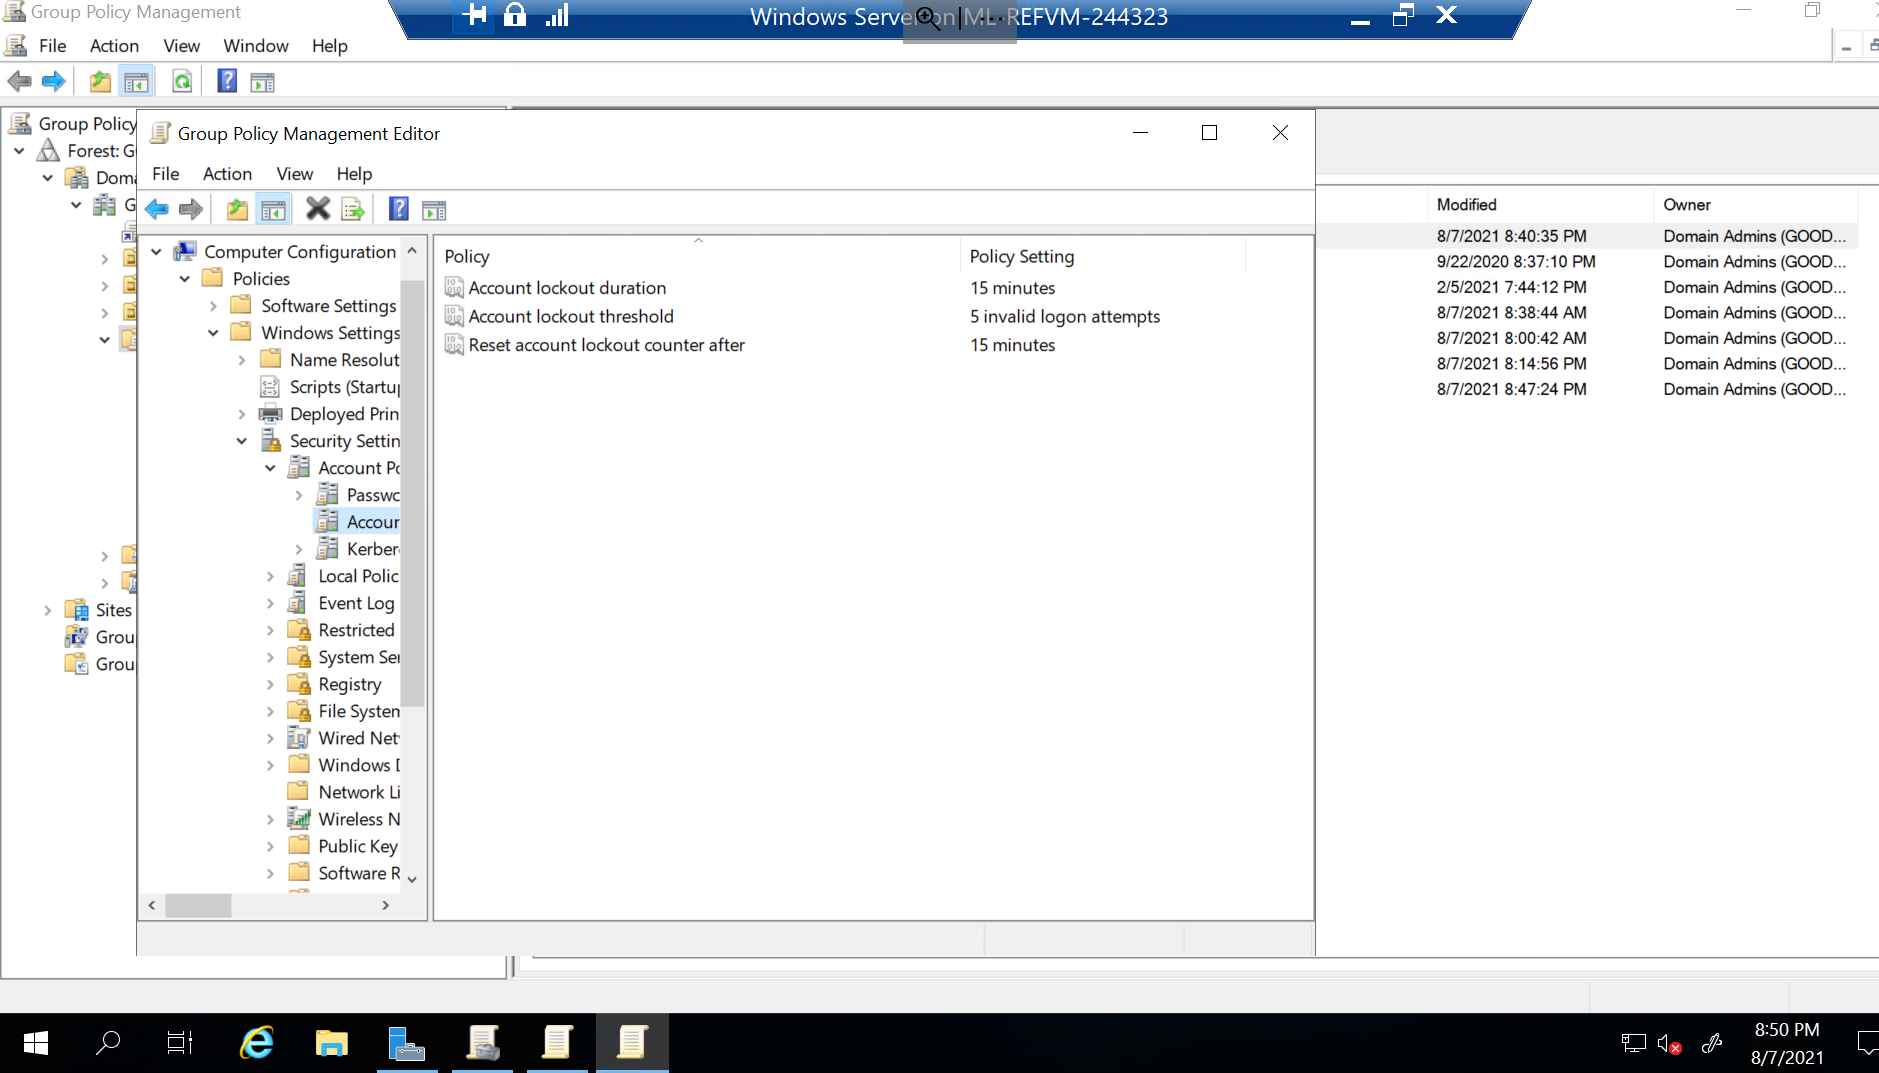 Group Policy Management
Windows Server on ML-REFVM-244323
File Action View Window Help
Group Policy
Forest: G
Doma
G
Sites
Grou
Grou
Group Policy Management Editor
File Action View Help
Computer Configuration
Policies
Software Settings
Windows Settings
Name Resolut
Scripts (Startup
Deployed Prin
Security Settin
Account Po
Passwo
Accour
Kerber
Local Polic
Event Log
Restricted
System Ser
Registry
File System
Wired Net
Windows D
Network Li
Wireless N
Public Key
Software R
Policy Policy Setting
Account lockout duration 15 minutes
Account lockout threshold 5 invalid logon attempts
Reset account lockout counter after 15 minutes
Modified Owner
8/7/2021 8:40:35 PM Domain Admins (GOOD...
9/22/2020 8:37:10 PM Domain Admins (GOOD...
2/5/2021 7:44:12 PM Domain Admins (GOOD...
8/7/2021 8:38:44 AM Domain Admins (GOOD...
8/7/2021 8:00:42 AM Domain Admins (GOOD...
8/7/2021 8:14:56 PM Domain Admins (GOOD...
8/7/2021 8:47:24 PM Domain Admins (GOOD...
8:50 PM
8/7/2021